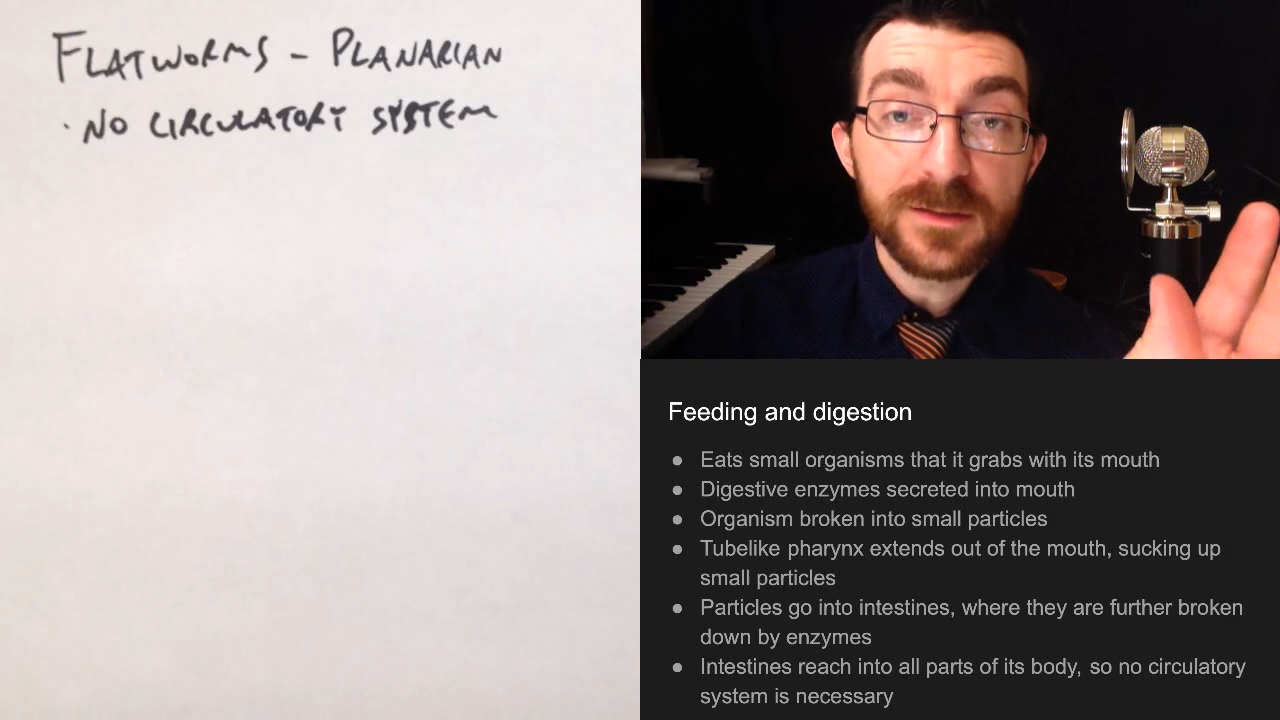 FLATWORMS - PLANARIAN
· NO CIRCULATORY SYSTEM
Feeding and digestion
● Eats small organisms that it grabs with its mouth
● Digestive enzymes secreted into mouth
● Organism broken into small particles
● Tubelike pharynx extends out of the mouth, sucking up
small particles
● Particles go into intestines, where they are further broken
down by enzymes
● Intestines reach into all parts of its body, so no circulatory
system is necessary